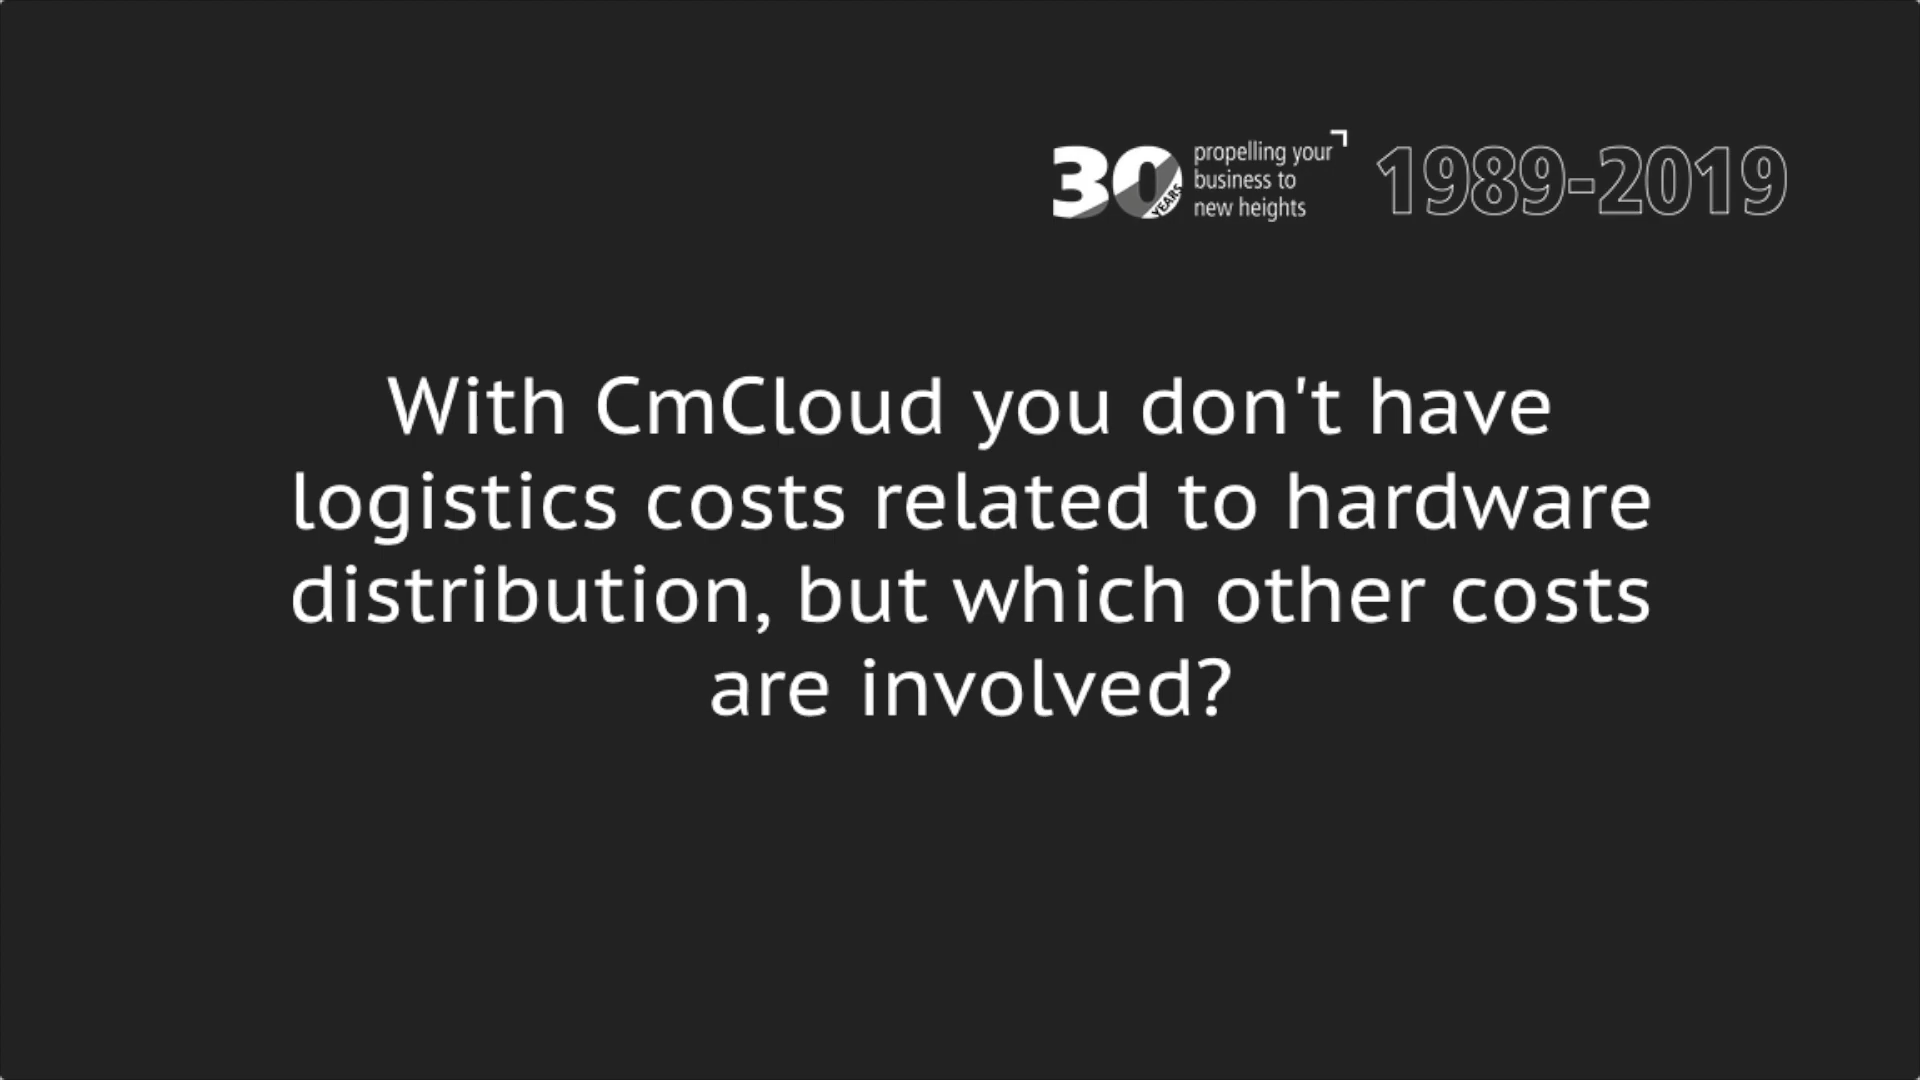 30 YEARS
propelling your
business to
new heights
1989-2019
With CmCloud you don't have
logistics costs related to hardware
distribution, but which other costs
are involved?